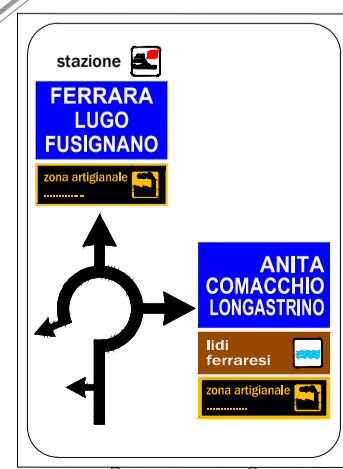 stazione
FERRARA
LUGO
FUSIGNANO
zona artigianale
............
ANITA
COMACCHIO
LONGASTRINO
lidi
ferraresi
zona artigianale
............